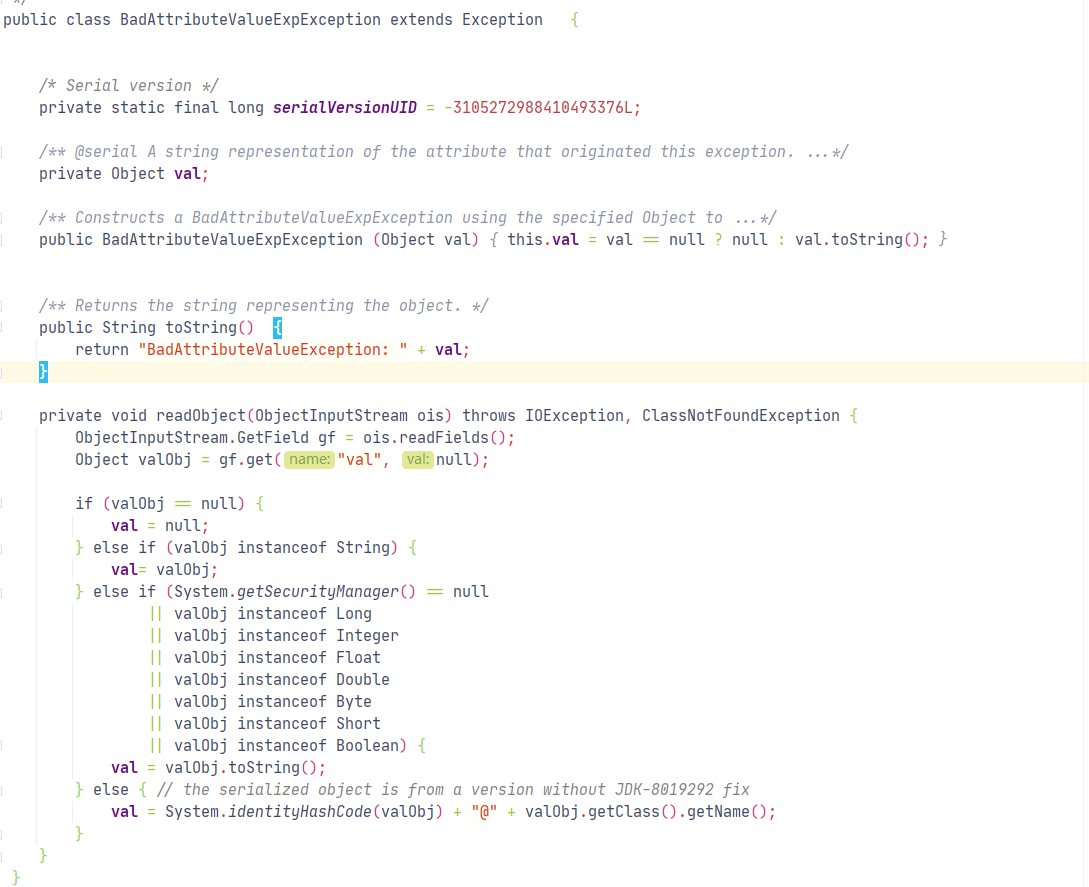 */
public class BadAttributeValueExpException extends Exception   {
/* Serial version */
private static final long serialVersionUID = -3105272988410493376L;
/** @serial A string representation of the attribute that originated this exception. ...*/
private Object val;
/** Constructs a BadAttributeValueExpException using the specified Object to ...*/
public BadAttributeValueExpException (Object val) { this.val = val == null ? null : val.toString(); }
/** Returns the string representing the object. */
public String toString()  {
return "BadAttributeValueException: " + val;
}
private void readObject(ObjectInputStream ois) throws IOException, ClassNotFoundException {
ObjectInputStream.GetField gf = ois.readFields();
Object valObj = gf.get( name: "val", val: null);
if (valObj == null) {
val = null;
} else if (valObj instanceof String) {
val= valObj;
} else if (System.getSecurityManager() == null
|| valObj instanceof Long
|| valObj instanceof Integer
|| valObj instanceof Float
|| valObj instanceof Double
|| valObj instanceof Byte
|| valObj instanceof Short
|| valObj instanceof Boolean) {
val = valObj.toString();
} else { // the serialized object is from a version without JDK-8019292 fix
val = System.identityHashCode(valObj) + "@" + valObj.getClass().getName();
}
}
}